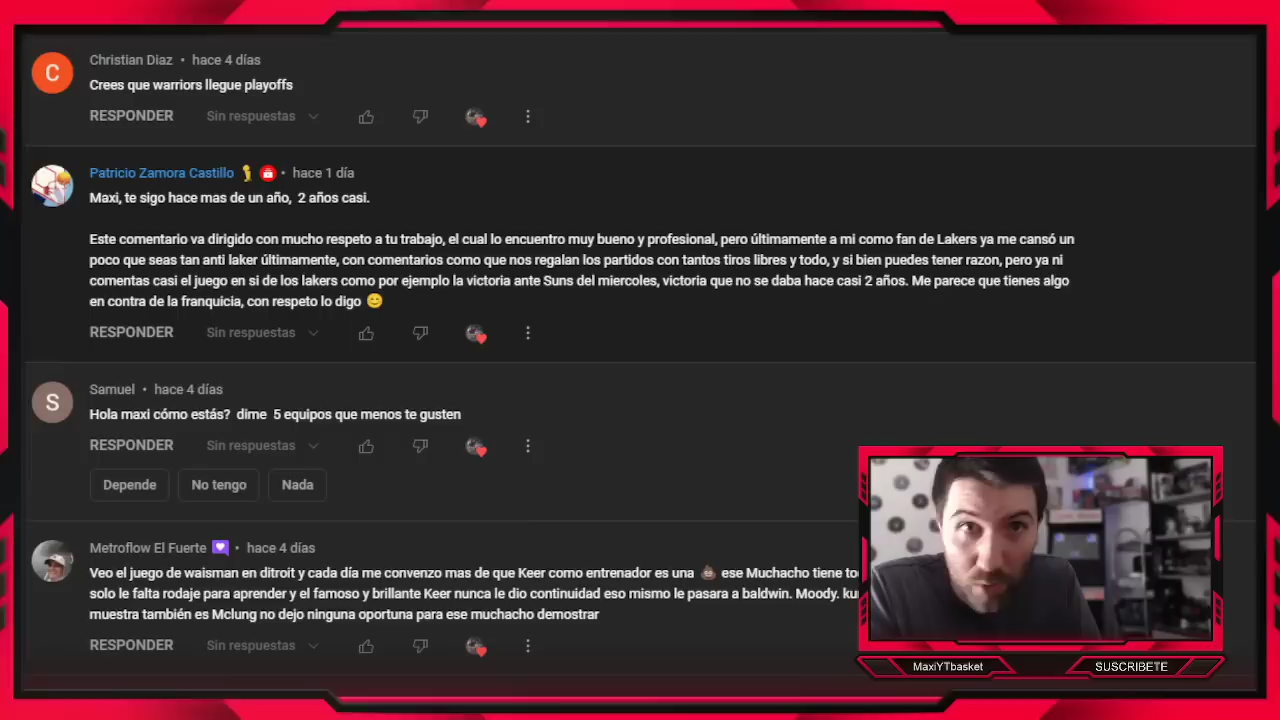 C
Christian Diaz • hace 4 días
Crees que warriors llegue playoffs
RESPONDER Sin respuestas
Patricio Zamora Castillo • hace 1 día
Maxi, te sigo hace mas de un año, 2 años casi.
Este comentario va dirigido con mucho respeto a tu trabajo, el cual lo encuentro muy bueno y profesional, pero últimamente a mi como fan de Lakers ya me cansó un
poco que seas tan anti laker últimamente, con comentarios como que nos regalan los partidos con tantos tiros libres y todo, y si bien puedes tener razon, pero ya ni
comentas casi el juego en si de los lakers como por ejemplo la victoria ante Suns del miercoles, victoria que no se daba hace casi 2 años. Me parece que tienes algo
en contra de la franquicia, con respeto lo digo 😊
RESPONDER Sin respuestas
S
Samuel • hace 4 días
Hola maxi cómo estás? dime 5 equipos que menos te gusten
RESPONDER Sin respuestas
Depende No tengo Nada
Metroflow El Fuerte • hace 4 días
Veo el juego de waisman en ditroit y cada día me convenzo mas de que Keer como entrenador es una 💩 ese Muchacho tiene to
solo le falta rodaje para aprender y el famoso y brillante Keer nunca le dio continuidad eso mismo le pasara a baldwin. Moody. ku
muestra también es Mclung no dejo ninguna oportuna para ese muchacho demostrar
RESPONDER Sin respuestas
MaxiYTbasket SUSCRIBETE